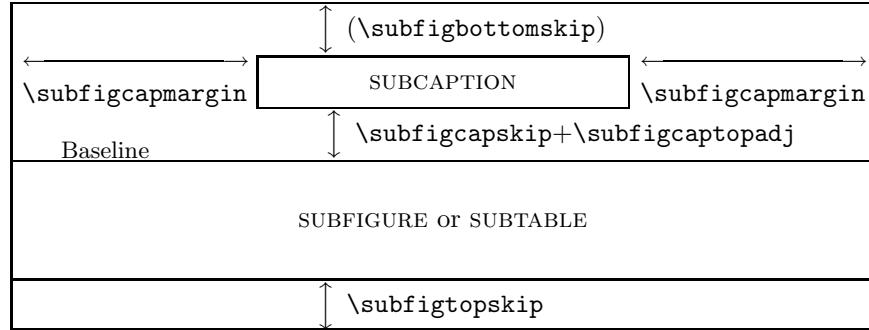 (\subfigbottomskip)
SUBCAPTION
\subfigcapmargin
\subfigcapmargin
\subfigcapskip+\subfigcaptopadj
Baseline
SUBFIGURE or SUBTABLE
\subfigtopskip